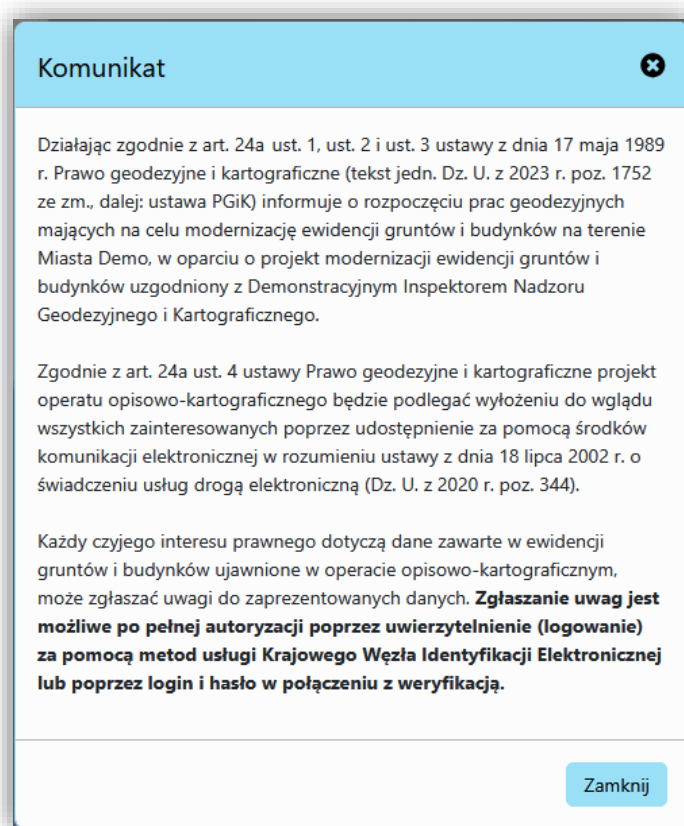 Komunikat
Działając zgodnie z art. 24a ust. 1, ust. 2 i ust. 3 ustawy z dnia 17 maja 1989
r. Prawo geodezyjne i kartograficzne (tekst jedn. Dz. U. z 2023 r. poz. 1752
ze zm., dalej: ustawa PGiK) informuje o rozpoczęciu prac geodezyjnych
mających na celu modernizację ewidencji gruntów i budynków na terenie
Miasta Demo, w oparciu o projekt modernizacji ewidencji gruntów i
budynków uzgodniony z Demonstracyjnym Inspektorem Nadzoru
Geodezyjnego i Kartograficznego.
Zgodnie z art. 24a ust. 4 ustawy Prawo geodezyjne i kartograficzne projekt
operatu opisowo-kartograficznego będzie podlegać wyłożeniu do wglądu
wszystkich zainteresowanych poprzez udostępnienie za pomocą środków
komunikacji elektronicznej w rozumieniu ustawy z dnia 18 lipca 2002 r. o
świadczeniu usług drogą elektroniczną (Dz. U. z 2020 r. poz. 344).
Każdy czyjego interesu prawnego dotyczą dane zawarte w ewidencji
gruntów i budynków ujawnione w operacie opisowo-kartograficznym,
może zgłaszać uwagi do zaprezentowanych danych. Zgłaszanie uwag jest
możliwe po pełnej autoryzacji poprzez uwierzytelnienie (logowanie)
za pomocą metod usługi Krajowego Węzła Identyfikacji Elektronicznej
lub poprzez login i hasło w połączeniu z weryfikacją.
Zamknij